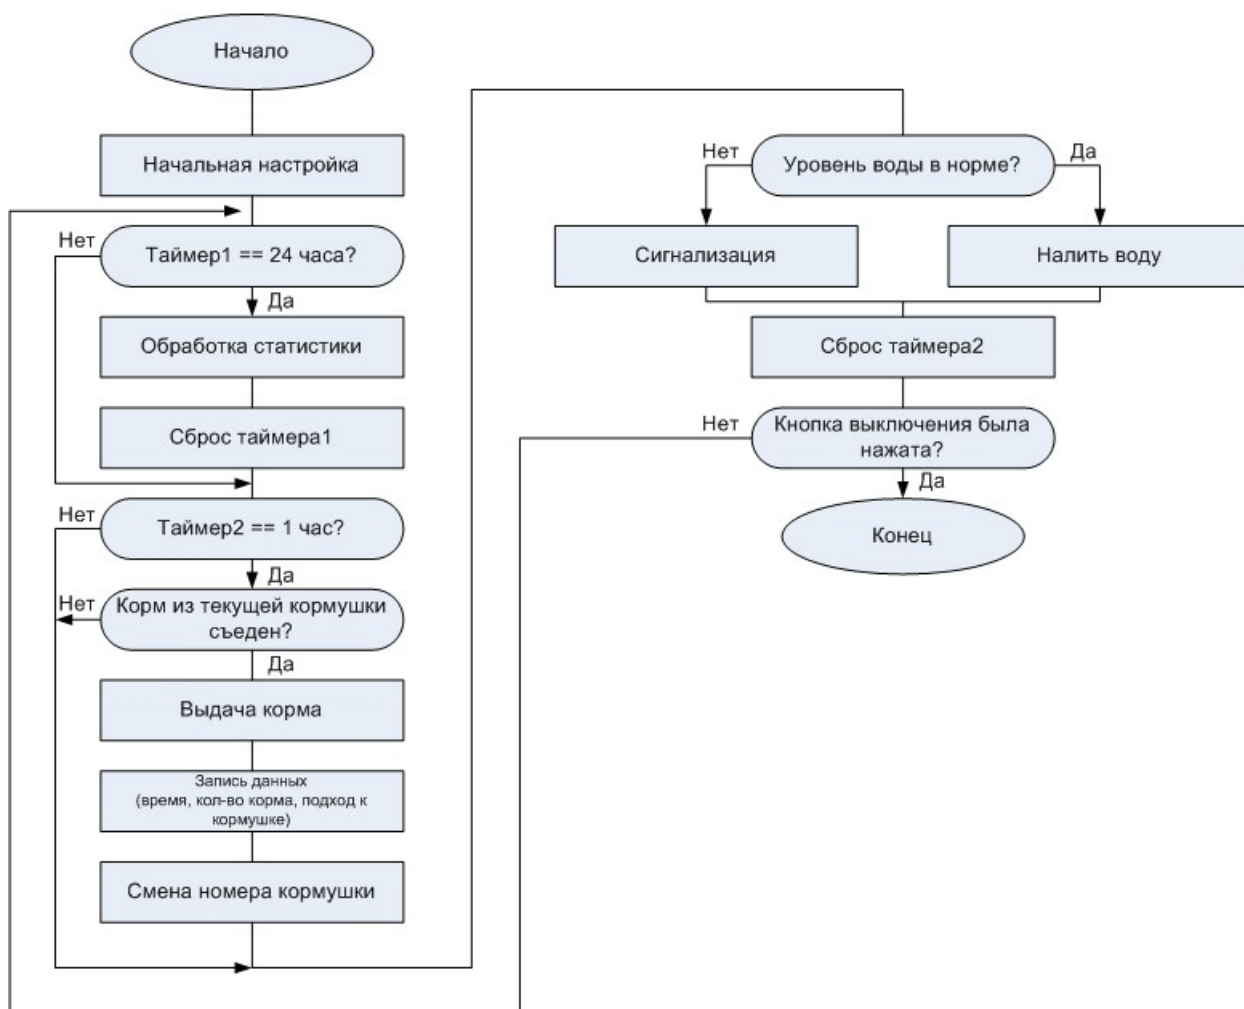 Начало
Начальная настройка
Нет
Таймер1 == 24 часа?
Да
Обработка статистики
Сброс таймера1
Нет
Таймер2 == 1 час?
Да
Нет
Корм из текущей кормушки
съеден?
Да
Выдача корма
Запись данных
(время, кол-во корма, подход к
кормушке)
Смена номера кормушки
Нет
Уровень воды в норме?
Да
Сигнализация
Налить воду
Сброс таймера2
Нет
Кнопка выключения была
нажата?
Да
Конец